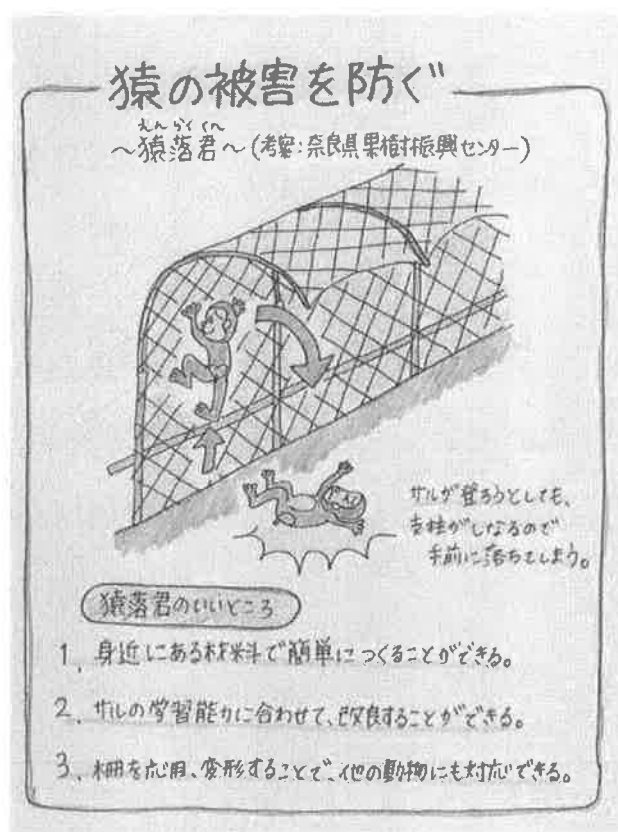 猿の被害を防ぐ
えんらくくん
～猿落君～(考案:奈良県果樹振興センター)
サルが登ろうとしても、
支柱がしなるので
手前に落ちてしまう。
猿落君のいいところ
1、身近にある材料で簡単につくることができる。
2、サルの学習能力に合わせて、改良することができる。
3、柵を応用、変形することで、他の動物にも対応できる。